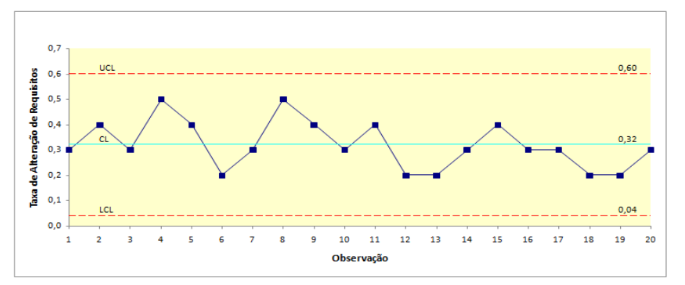 0,7
0,6
0,5
0,4
0,3
0,2
0,1
0,0
Taxa de Alteração de Requisitos
UCL 0,60
CL 0,32
LCL 0,04
1 2 3 4 5 6 7 8 9 10 11 12 13 14 15 16 17 18 19 20
Observação